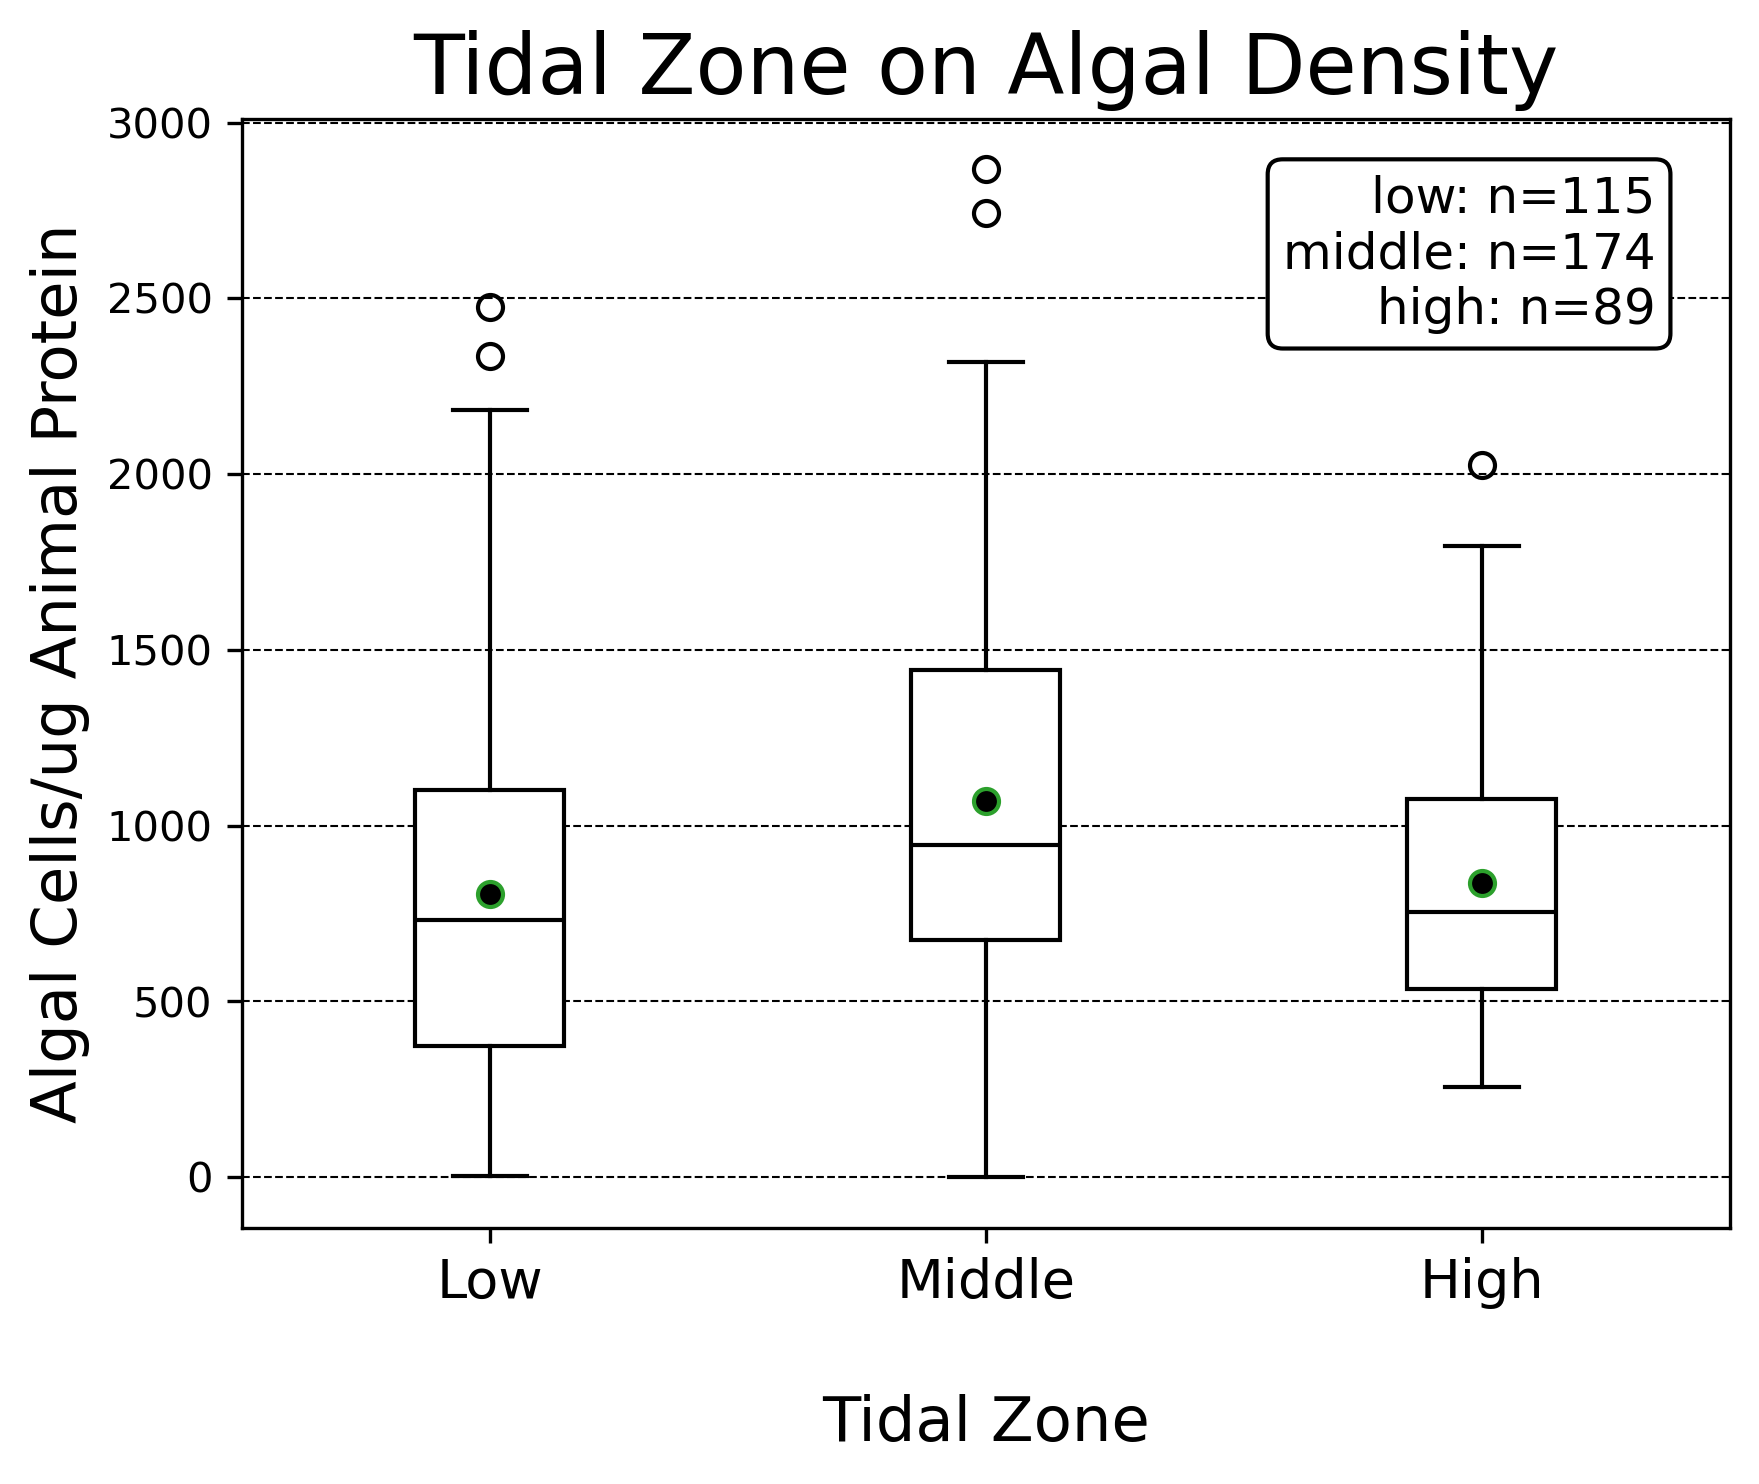 Tidal Zone on Algal Density
Algal Cells/ug Animal Protein
3000
2500
2000
1500
1000
500
0
low: n=115
middle: n=174
high: n=89
Low
Middle
High
Tidal Zone